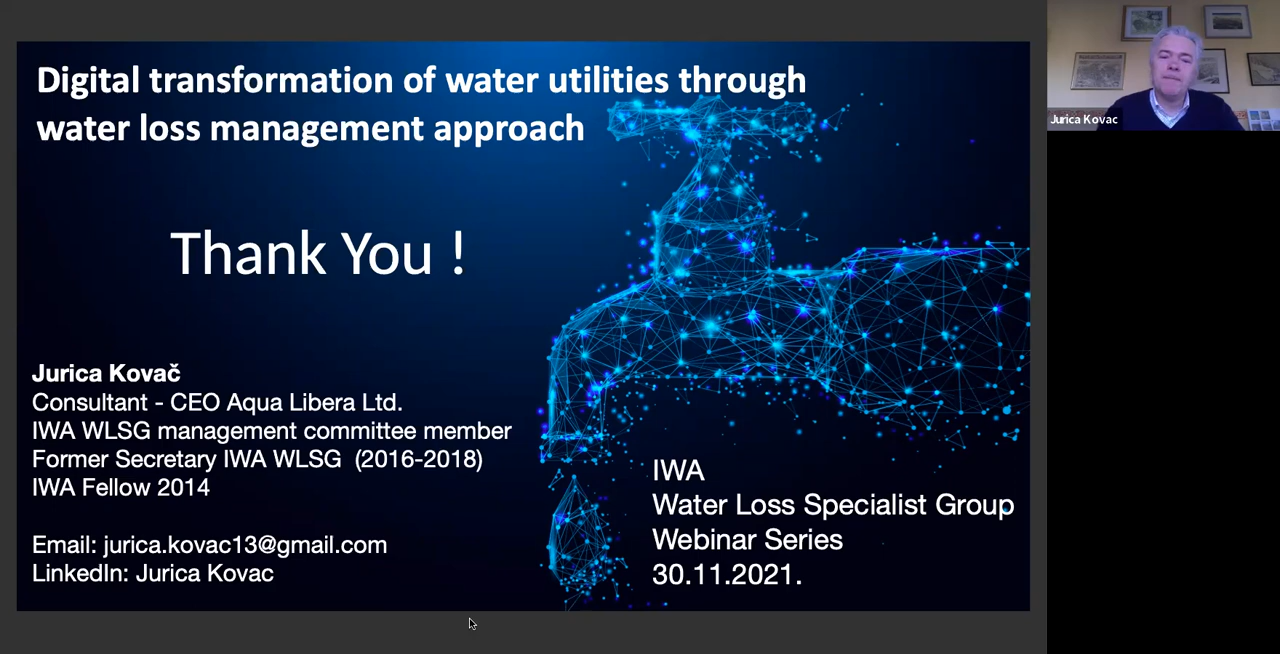 Digital transformation of water utilities through
water loss management approach
Thank You !
Jurica Kovač
Consultant - CEO Aqua Libera Ltd.
IWA WLSG management committee member
Former Secretary IWA WLSG (2016-2018)
IWA Fellow 2014
Email: jurica.kovac13@gmail.com
LinkedIn: Jurica Kovac
IWA
Water Loss Specialist Group
Webinar Series
30.11.2021.
Jurica Kovac